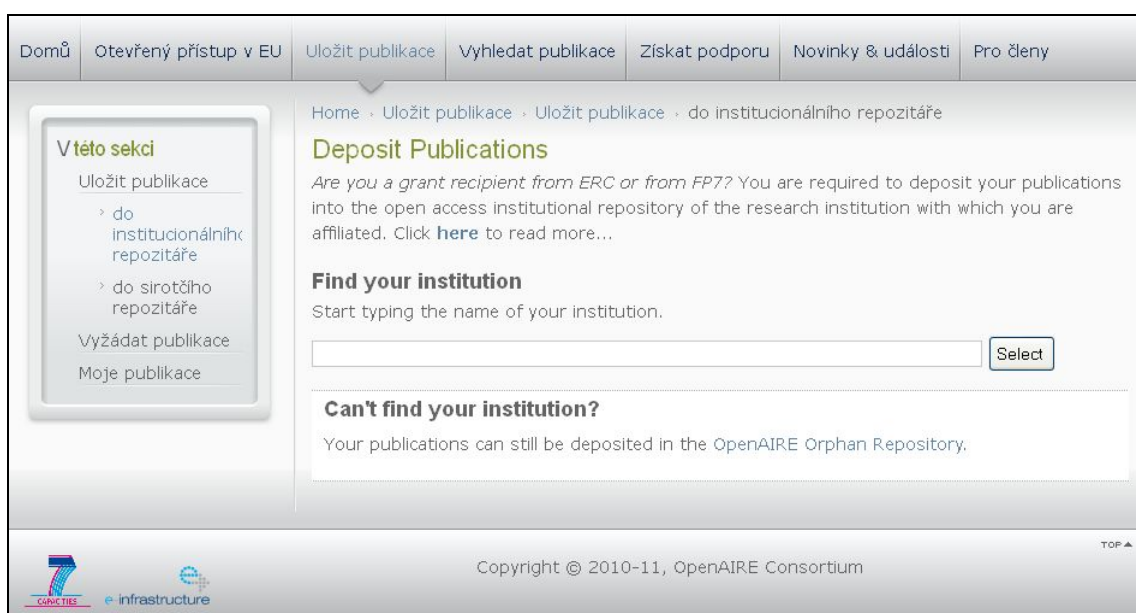 Domů Otevřený přístup v EU Uložit publikace Vyhledat publikace Získat podporu Novinky & události Pro členy
Home › Uložit publikace › Uložit publikace › do institucionálního repozitáře
V této sekci
Uložit publikace
› do
institucionálního
repozitáře
› do sirotčího
repozitáře
Vyžádat publikace
Moje publikace
Deposit Publications
Are you a grant recipient from ERC or from FP7? You are required to deposit your publications
into the open access institutional repository of the research institution with which you are
affiliated. Click here to read more...
Find your institution
Start typing the name of your institution.
Select
Can't find your institution?
Your publications can still be deposited in the OpenAIRE Orphan Repository.
TOP
7
CAPACITIES
e-infrastructure
Copyright © 2010-11, OpenAIRE Consortium